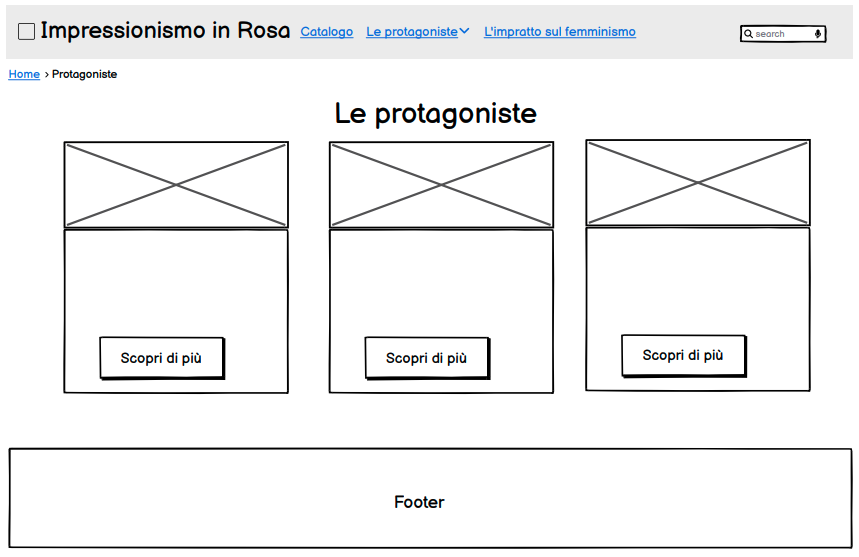 Impressionismo in Rosa Catalogo Le protagoniste L'impratto sul femminismo search
Home › Protagoniste
Le protagoniste
Scopri di più Scopri di più Scopri di più
Footer